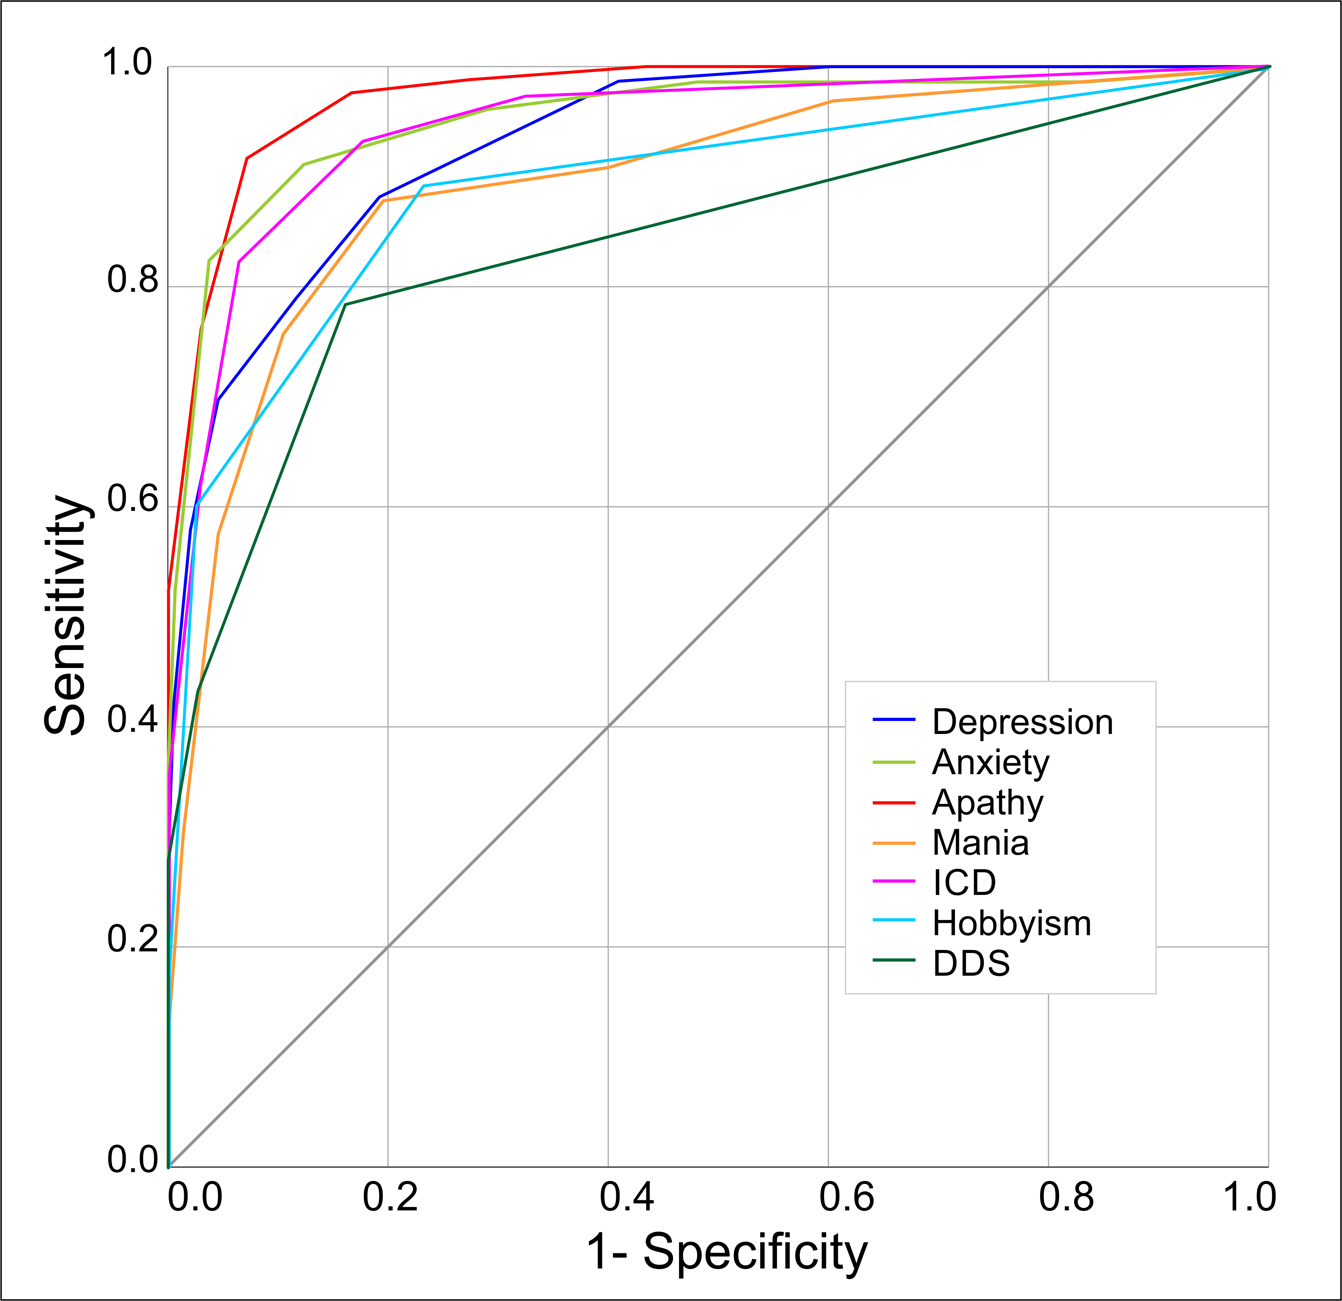 1.0
0.8
0.6
0.4
0.2
0.0
Sensitivity
Depression
Anxiety
Apathy
Mania
ICD
Hobbyism
DDS
0.0 0.2 0.4 0.6 0.8 1.0
1- Specificity